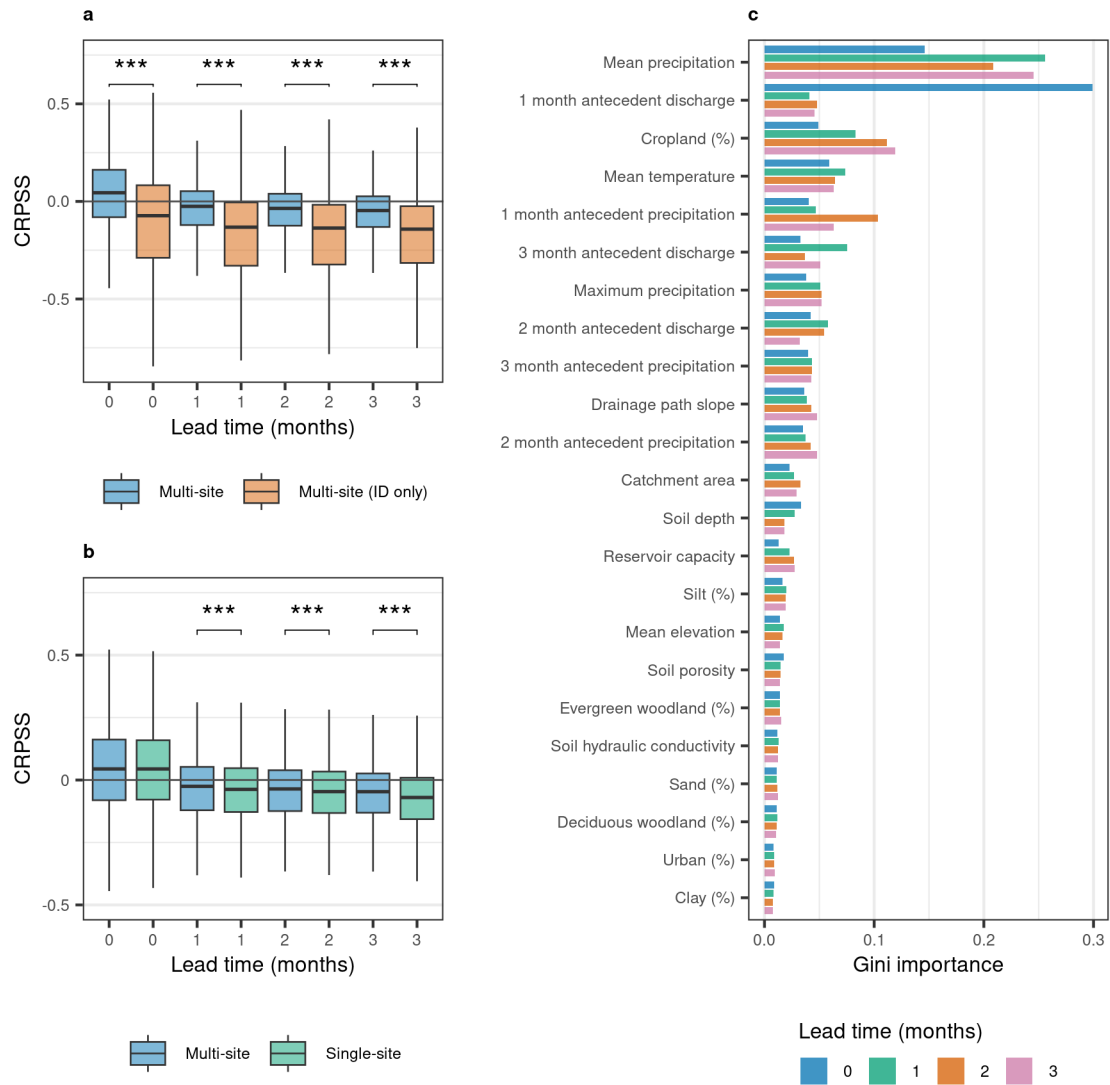 a
*** *** *** ***
0.5
0.0
-0.5
CRPSS
0 0 1 1 2 2 3 3
Lead time (months)
Multi-site Multi-site (ID only)
b
*** *** ***
0.5
0
-0.5
CRPSS
0 0 1 1 2 2 3 3
Lead time (months)
Multi-site Single-site
c
Mean precipitation
1 month antecedent discharge
Cropland (%)
Mean temperature
1 month antecedent precipitation
3 month antecedent discharge
Maximum precipitation
2 month antecedent discharge
3 month antecedent precipitation
Drainage path slope
2 month antecedent precipitation
Catchment area
Soil depth
Reservoir capacity
Silt (%)
Mean elevation
Soil porosity
Evergreen woodland (%)
Soil hydraulic conductivity
Sand (%)
Deciduous woodland (%)
Urban (%)
Clay (%)
0.0 0.1 0.2 0.3
Gini importance
Lead time (months)
0 1 2 3